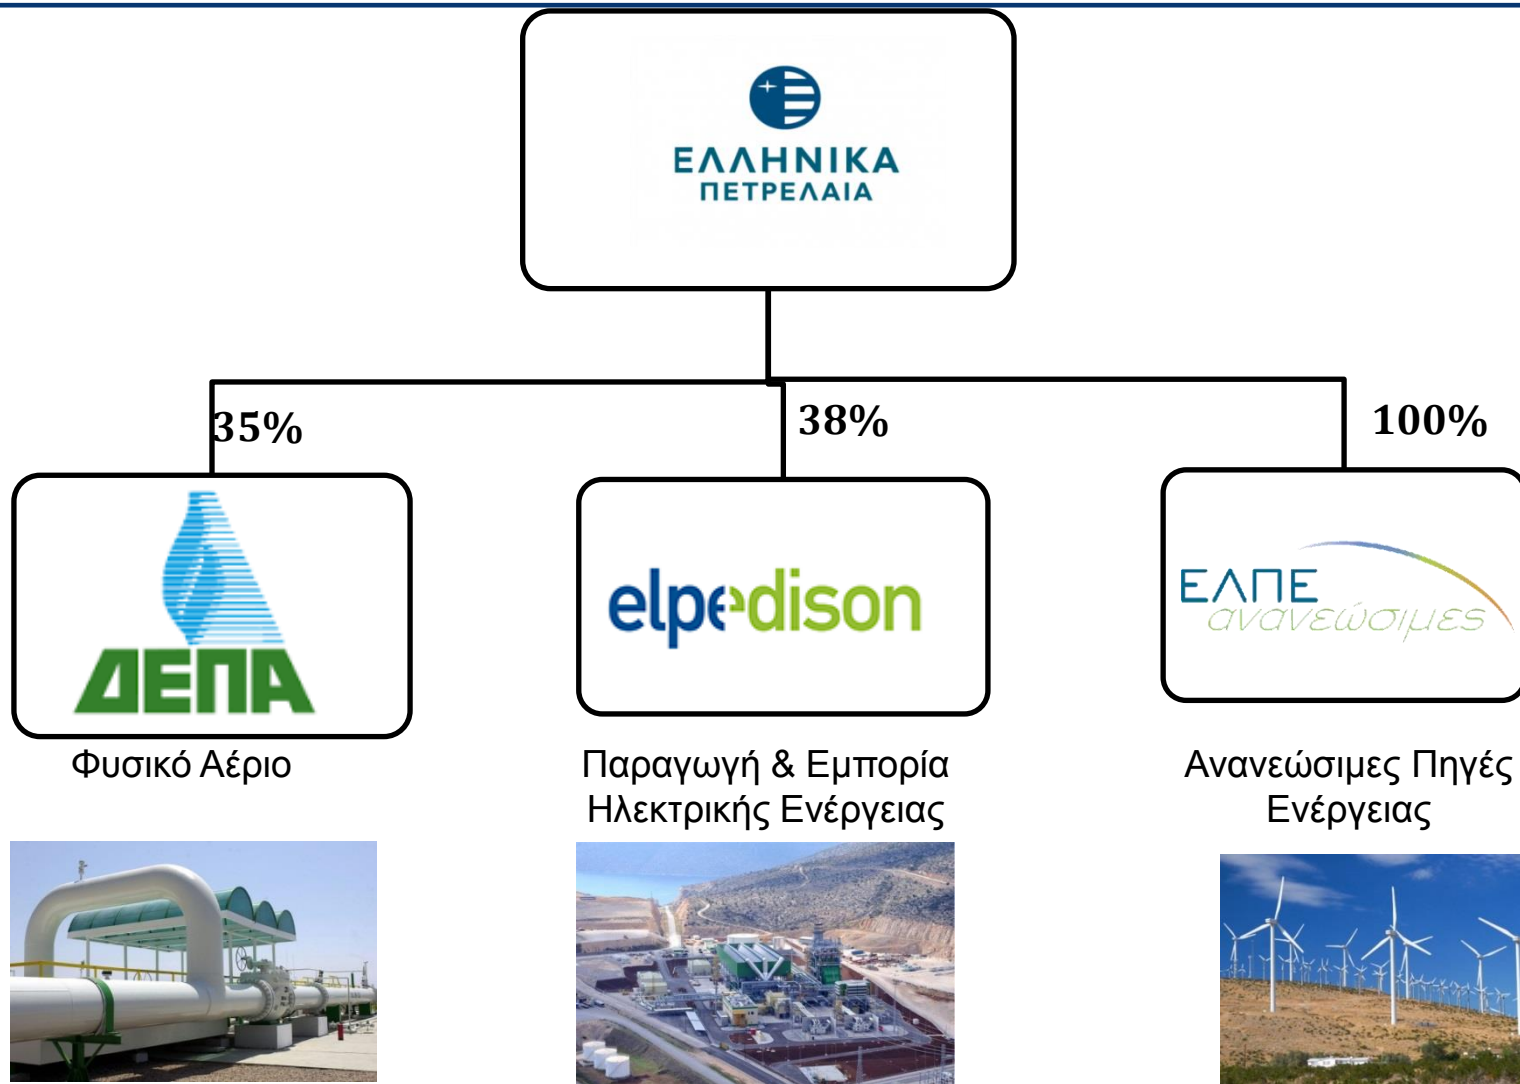 ΕΛΛΗΝΙΚΑ
ΠΕΤΡΕΛΑΙΑ
35%
38%
100%
ΔΕΠΑ
elpedison
ΕΛΠΕ
ανανεώσιμες
Φυσικό Αέριο
Παραγωγή & Εμπορία
Ηλεκτρικής Ενέργειας
Ανανεώσιμες Πηγές
Ενέργειας